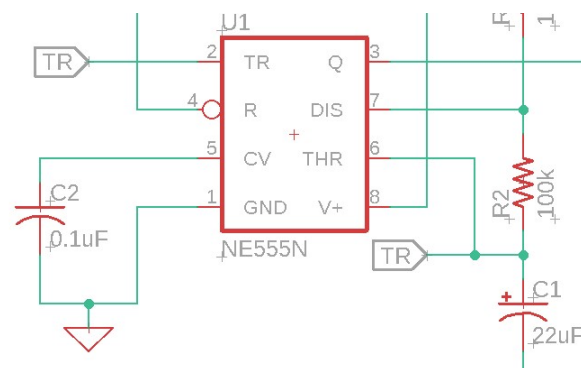 U1
R
1
TR
2
TR
Q
3
4
R
DIS
7
5
CV
THR
6
1
GND
V+
8
C2
0.1uF
NE555N
R2
100k
TR
C1
22uF